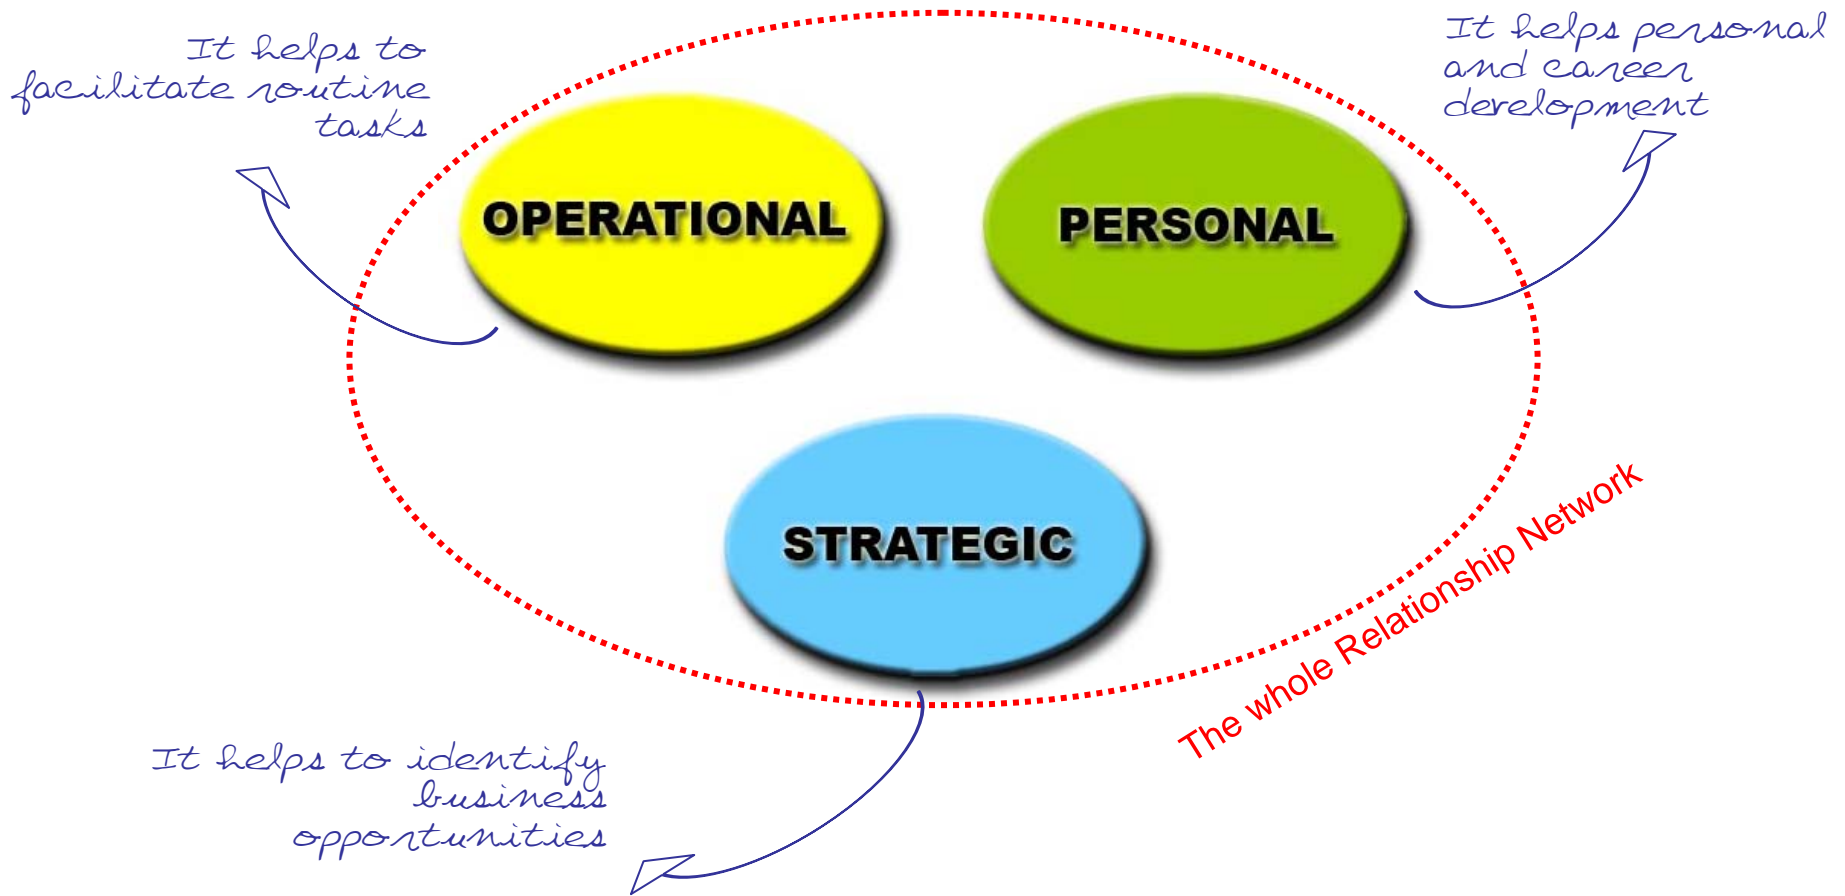 It helps to
facilitate routine
tasks
It helps personal
and career
development
OPERATIONAL
PERSONAL
STRATEGIC
The whole Relationship Network
It helps to identify
business
opportunities